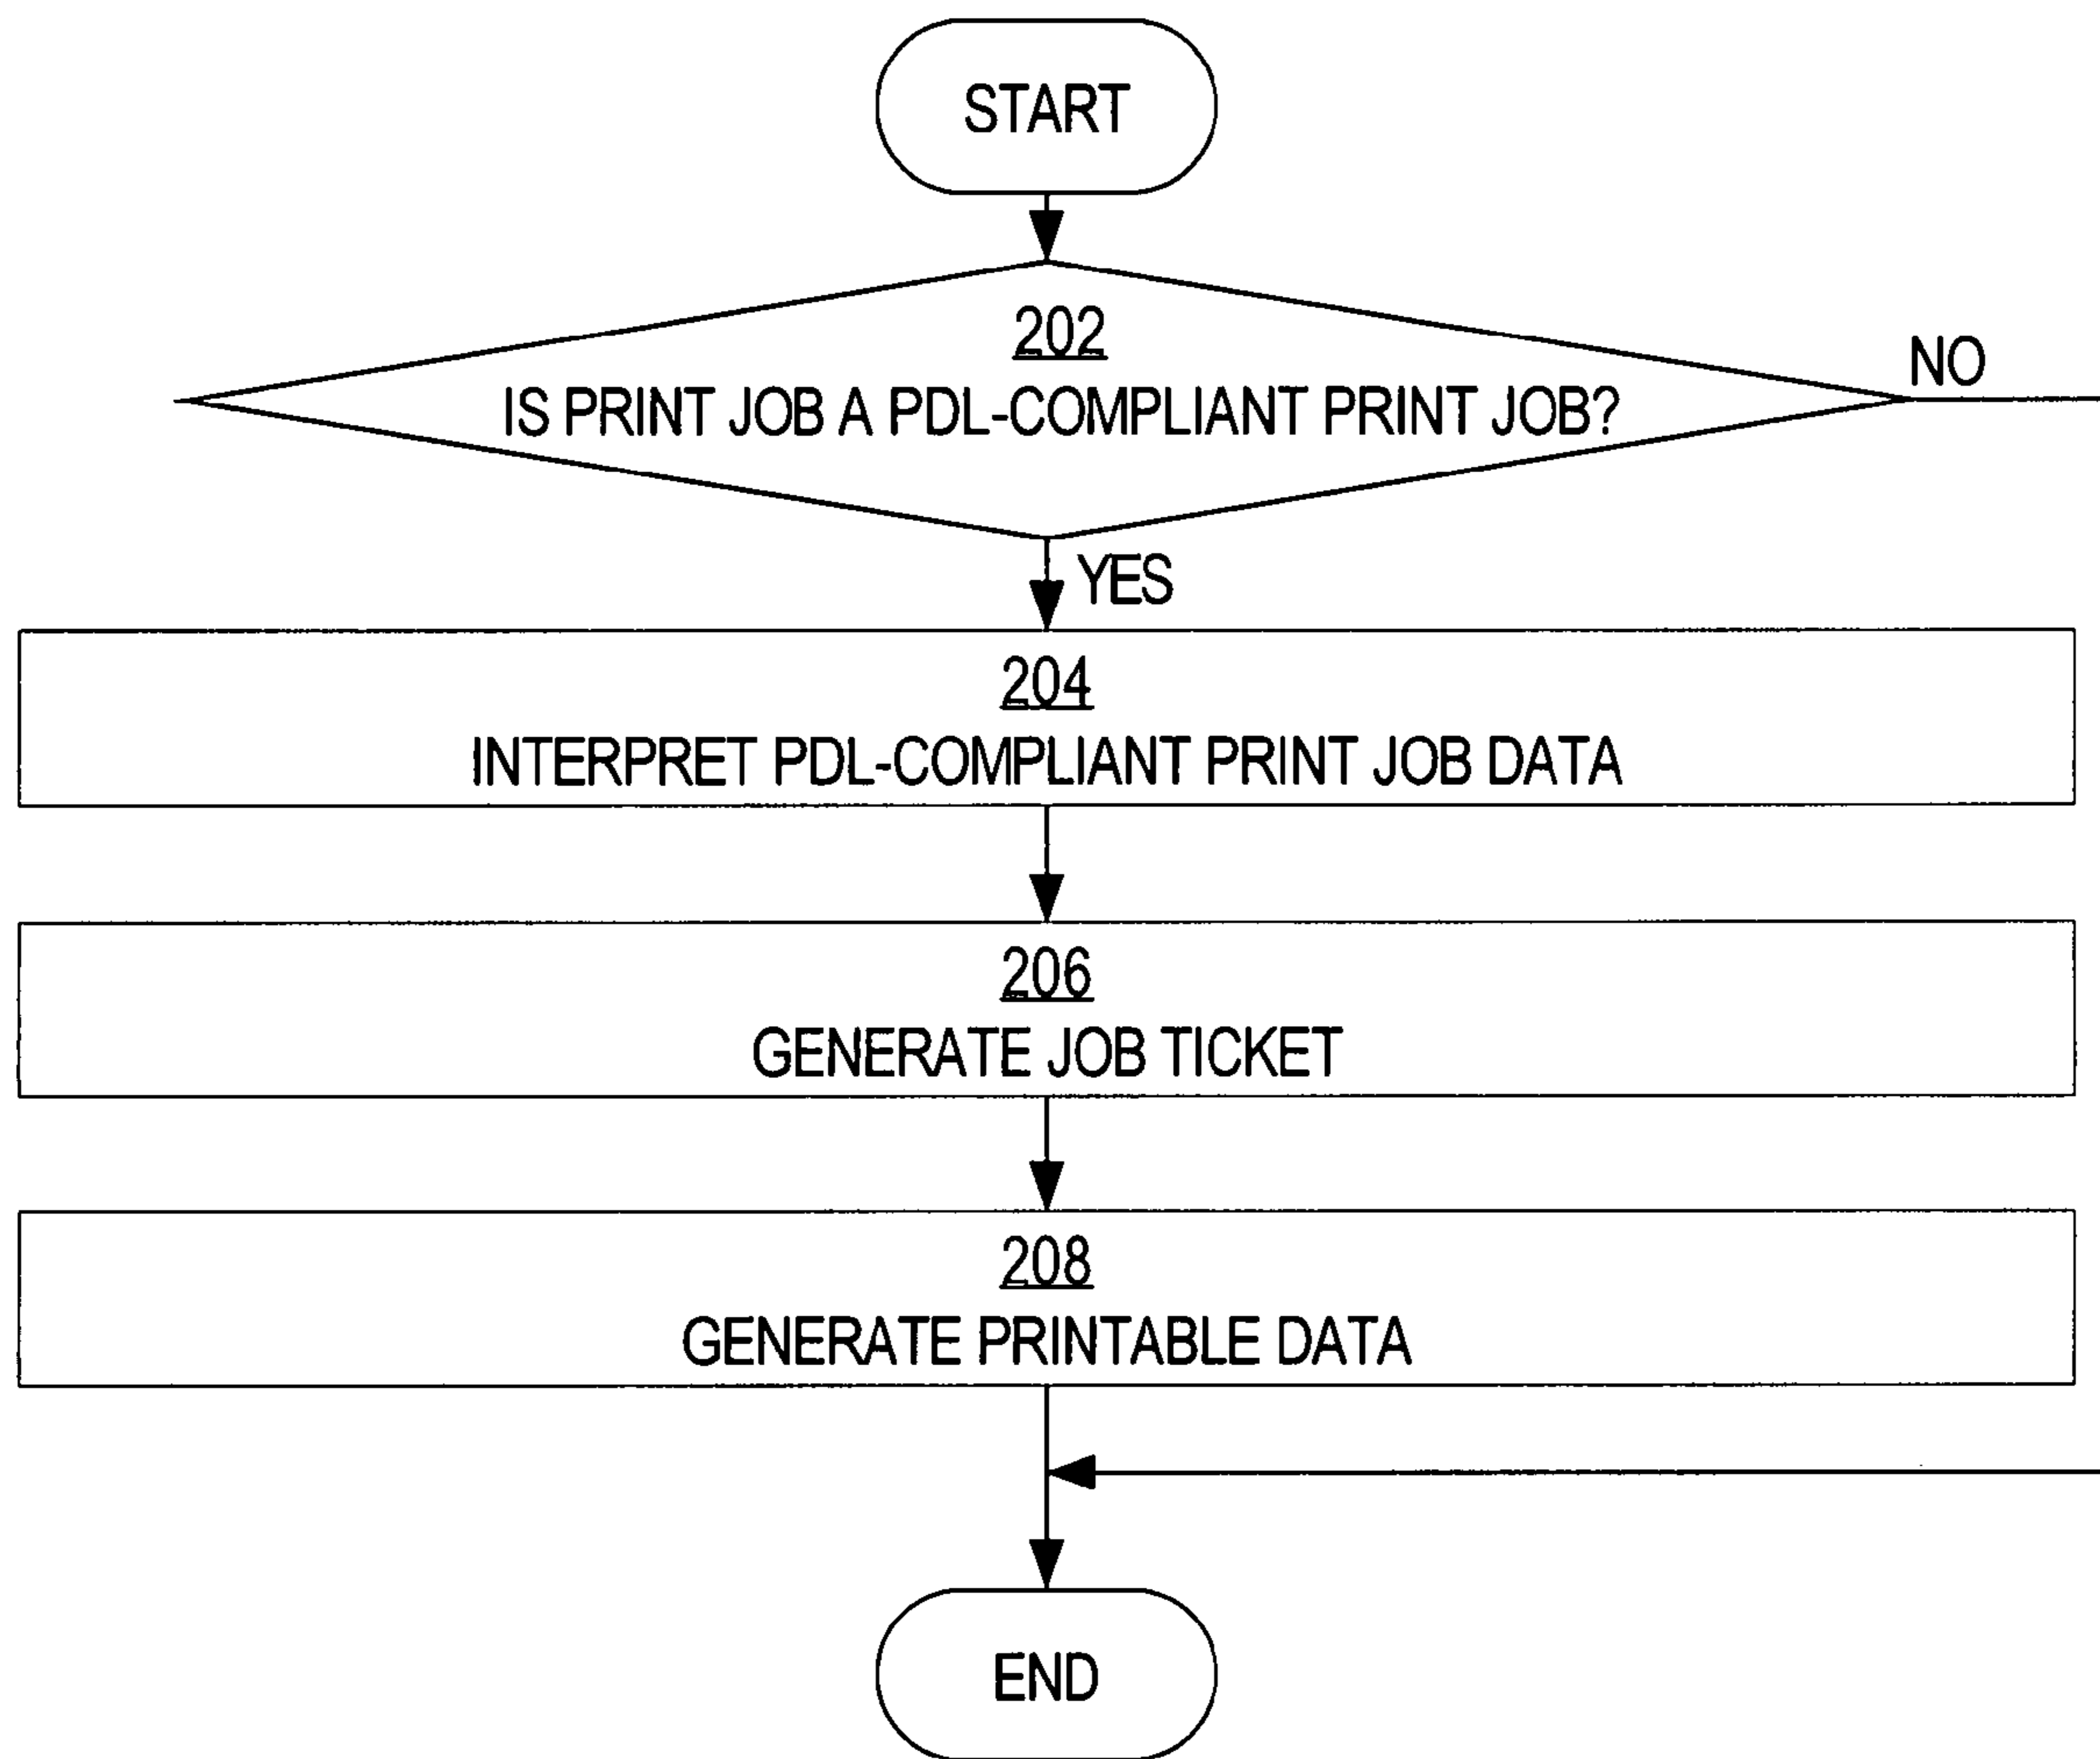 START
202
IS PRINT JOB A PDL-COMPLIANT PRINT JOB?
NO
YES
204
INTERPRET PDL-COMPLIANT PRINT JOB DATA
206
GENERATE JOB TICKET
208
GENERATE PRINTABLE DATA
END